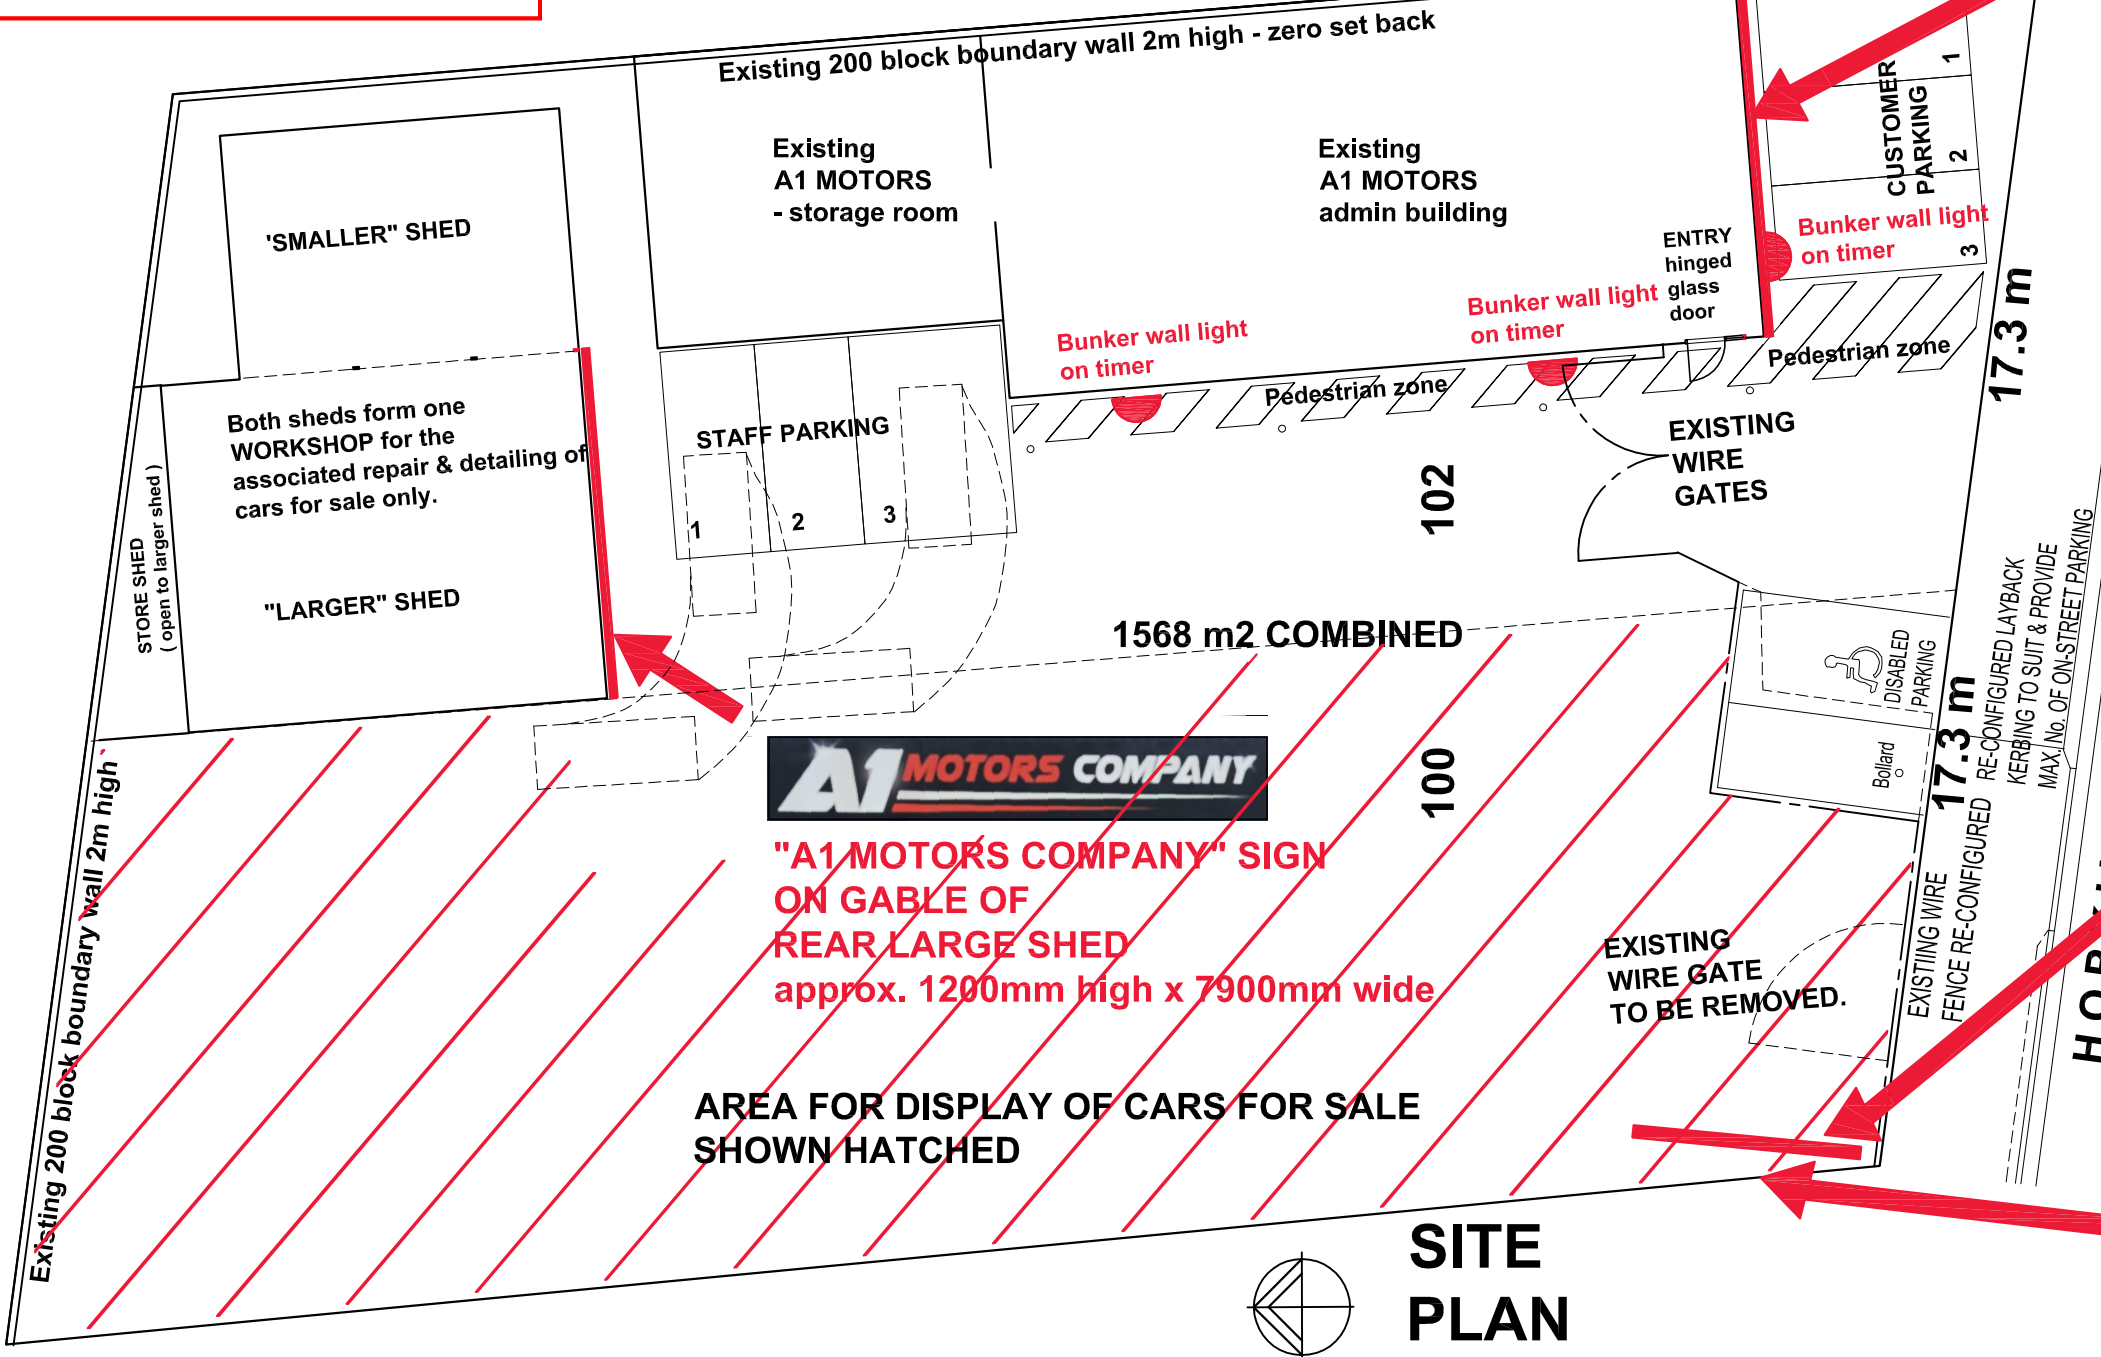 Existing 200 block boundary wall 2m high - zero set back
Existing
A1 MOTORS
- storage room
Existing
A1 MOTORS
admin building
'SMALLER" SHED
CUSTOMER
PARKING
1
2
3
Bunker wall light
on timer
ENTRY
hinged
glass
door
Bunker wall light
on timer
Bunker wall light
on timer
Pedestrian zone
Pedestrian zone
17.3 m
Both sheds form one
WORKSHOP for the
associated repair & detailing of
cars for sale only.
STAFF PARKING
1
2
3
EXISTING
WIRE
GATES
102
STORE SHED
( open to larger shed )
"LARGER" SHED
1568 m2 COMBINED
DISABLED
PARKING
Bollard
17.3 m
RE-CONFIGURED LAYBACK
KERBING TO SUIT & PROVIDE
MAX. No. OF ON-STREET PARKING
A1 MOTORS COMPANY
100
"A1 MOTORS COMPANY" SIGN
ON GABLE OF
REAR LARGE SHED
approx. 1200mm high x 7900mm wide
Existing 200 block boundary wall 2m high
EXISTING
WIRE GATE
TO BE REMOVED.
EXISTIING WIRE
FENCE RE-CONFIGURED
AREA FOR DISPLAY OF CARS FOR SALE
SHOWN HATCHED
SITE
PLAN